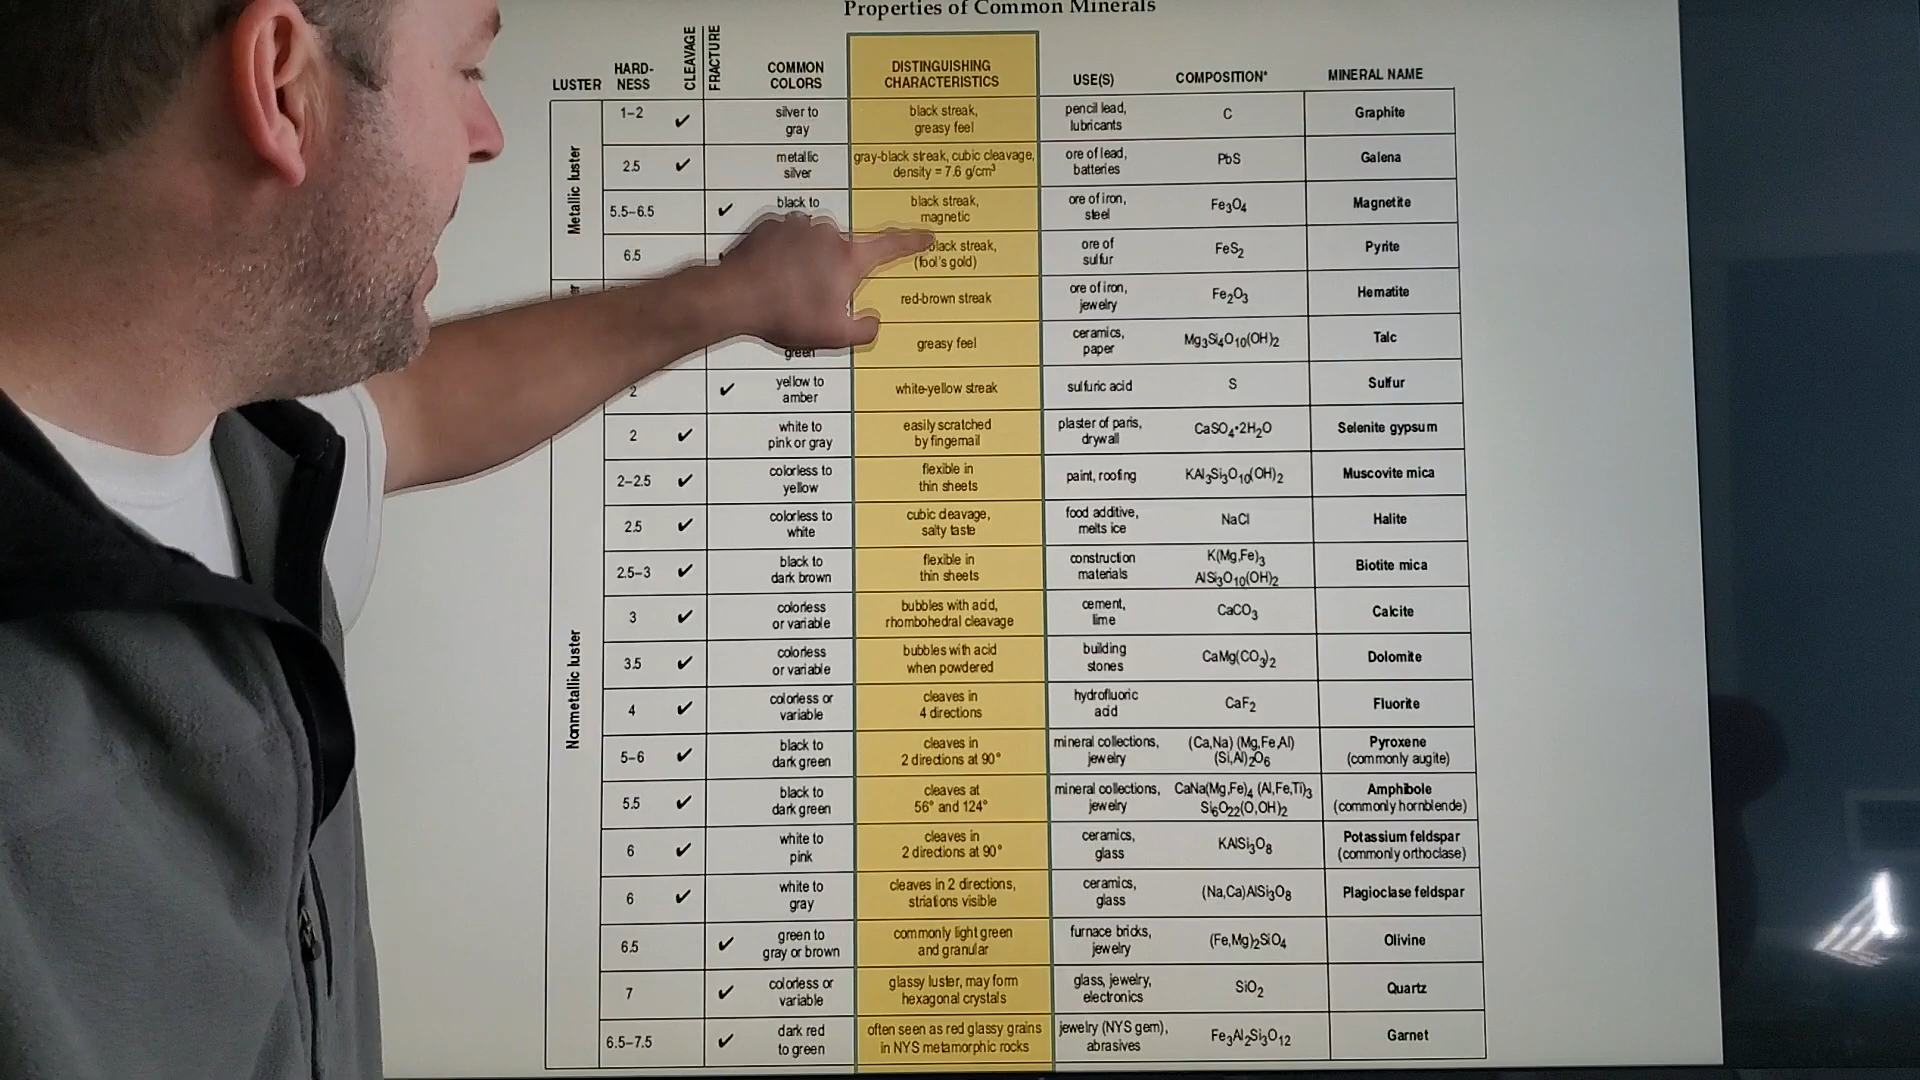 Properties of Common Minerals
LUSTER HARD- NESS CLEAVAGE FRACTURE COMMON COLORS DISTINGUISHING CHARACTERISTICS USE(S) COMPOSITION* MINERAL NAME
Metallic luster
1–2 ✔ silver to gray black streak, greasy feel pencil lead, lubricants C Graphite
2.5 ✔ metallic silver gray-black streak, cubic cleavage, density = 7.6 g/cm³ ore of lead, batteries PbS Galena
5.5–6.5 ✔ black to black streak, magnetic ore of iron, steel Fe₃O₄ Magnetite
6.5 black streak, (fool's gold) ore of sulfur FeS₂ Pyrite
red-brown streak ore of iron, jewelry Fe₂O₃ Hematite
Nonmetallic luster
green greasy feel ceramics, paper Mg₃Si₄O₁₀(OH)₂ Talc
2 ✔ yellow to amber white-yellow streak sulfuric acid S Sulfur
2 ✔ white to pink or gray easily scratched by fingernail plaster of paris, drywall CaSO₄•2H₂O Selenite gypsum
2–2.5 ✔ colorless to yellow flexible in thin sheets paint, roofing KAl₃Si₃O₁₀(OH)₂ Muscovite mica
2.5 ✔ colorless to white cubic cleavage, salty taste food additive, melts ice NaCl Halite
2.5–3 ✔ black to dark brown flexible in thin sheets construction materials K(Mg,Fe)₃ AlSi₃O₁₀(OH)₂ Biotite mica
3 ✔ colorless or variable bubbles with acid, rhombohedral cleavage cement, lime CaCO₃ Calcite
3.5 ✔ colorless or variable bubbles with acid when powdered building stones CaMg(CO₃)₂ Dolomite
4 ✔ colorless or variable cleaves in 4 directions hydrofluoric acid CaF₂ Fluorite
5–6 ✔ black to dark green cleaves in 2 directions at 90° mineral collections, jewelry (Ca,Na) (Mg,Fe,Al) (Si,Al)₂O₆ Pyroxene (commonly augite)
5.5 ✔ black to dark green cleaves at 56° and 124° mineral collections, jewelry CaNa(Mg,Fe)₄ (Al,Fe,Ti)₃ Si₆O₂₂(O,OH)₂ Amphibole (commonly hornblende)
6 ✔ white to pink cleaves in 2 directions at 90° ceramics, glass KAlSi₃O₈ Potassium feldspar (commonly orthoclase)
6 ✔ white to gray cleaves in 2 directions, striations visible ceramics, glass (Na,Ca)AlSi₃O₈ Plagioclase feldspar
6.5 ✔ green to gray or brown commonly light green and granular furnace bricks, jewelry (Fe,Mg)₂SiO₄ Olivine
7 ✔ colorless or variable glassy luster, may form hexagonal crystals glass, jewelry, electronics SiO₂ Quartz
6.5–7.5 ✔ dark red to green often seen as red glassy grains in NYS metamorphic rocks jewelry (NYS gem), abrasives Fe₃Al₂Si₃O₁₂ Garnet